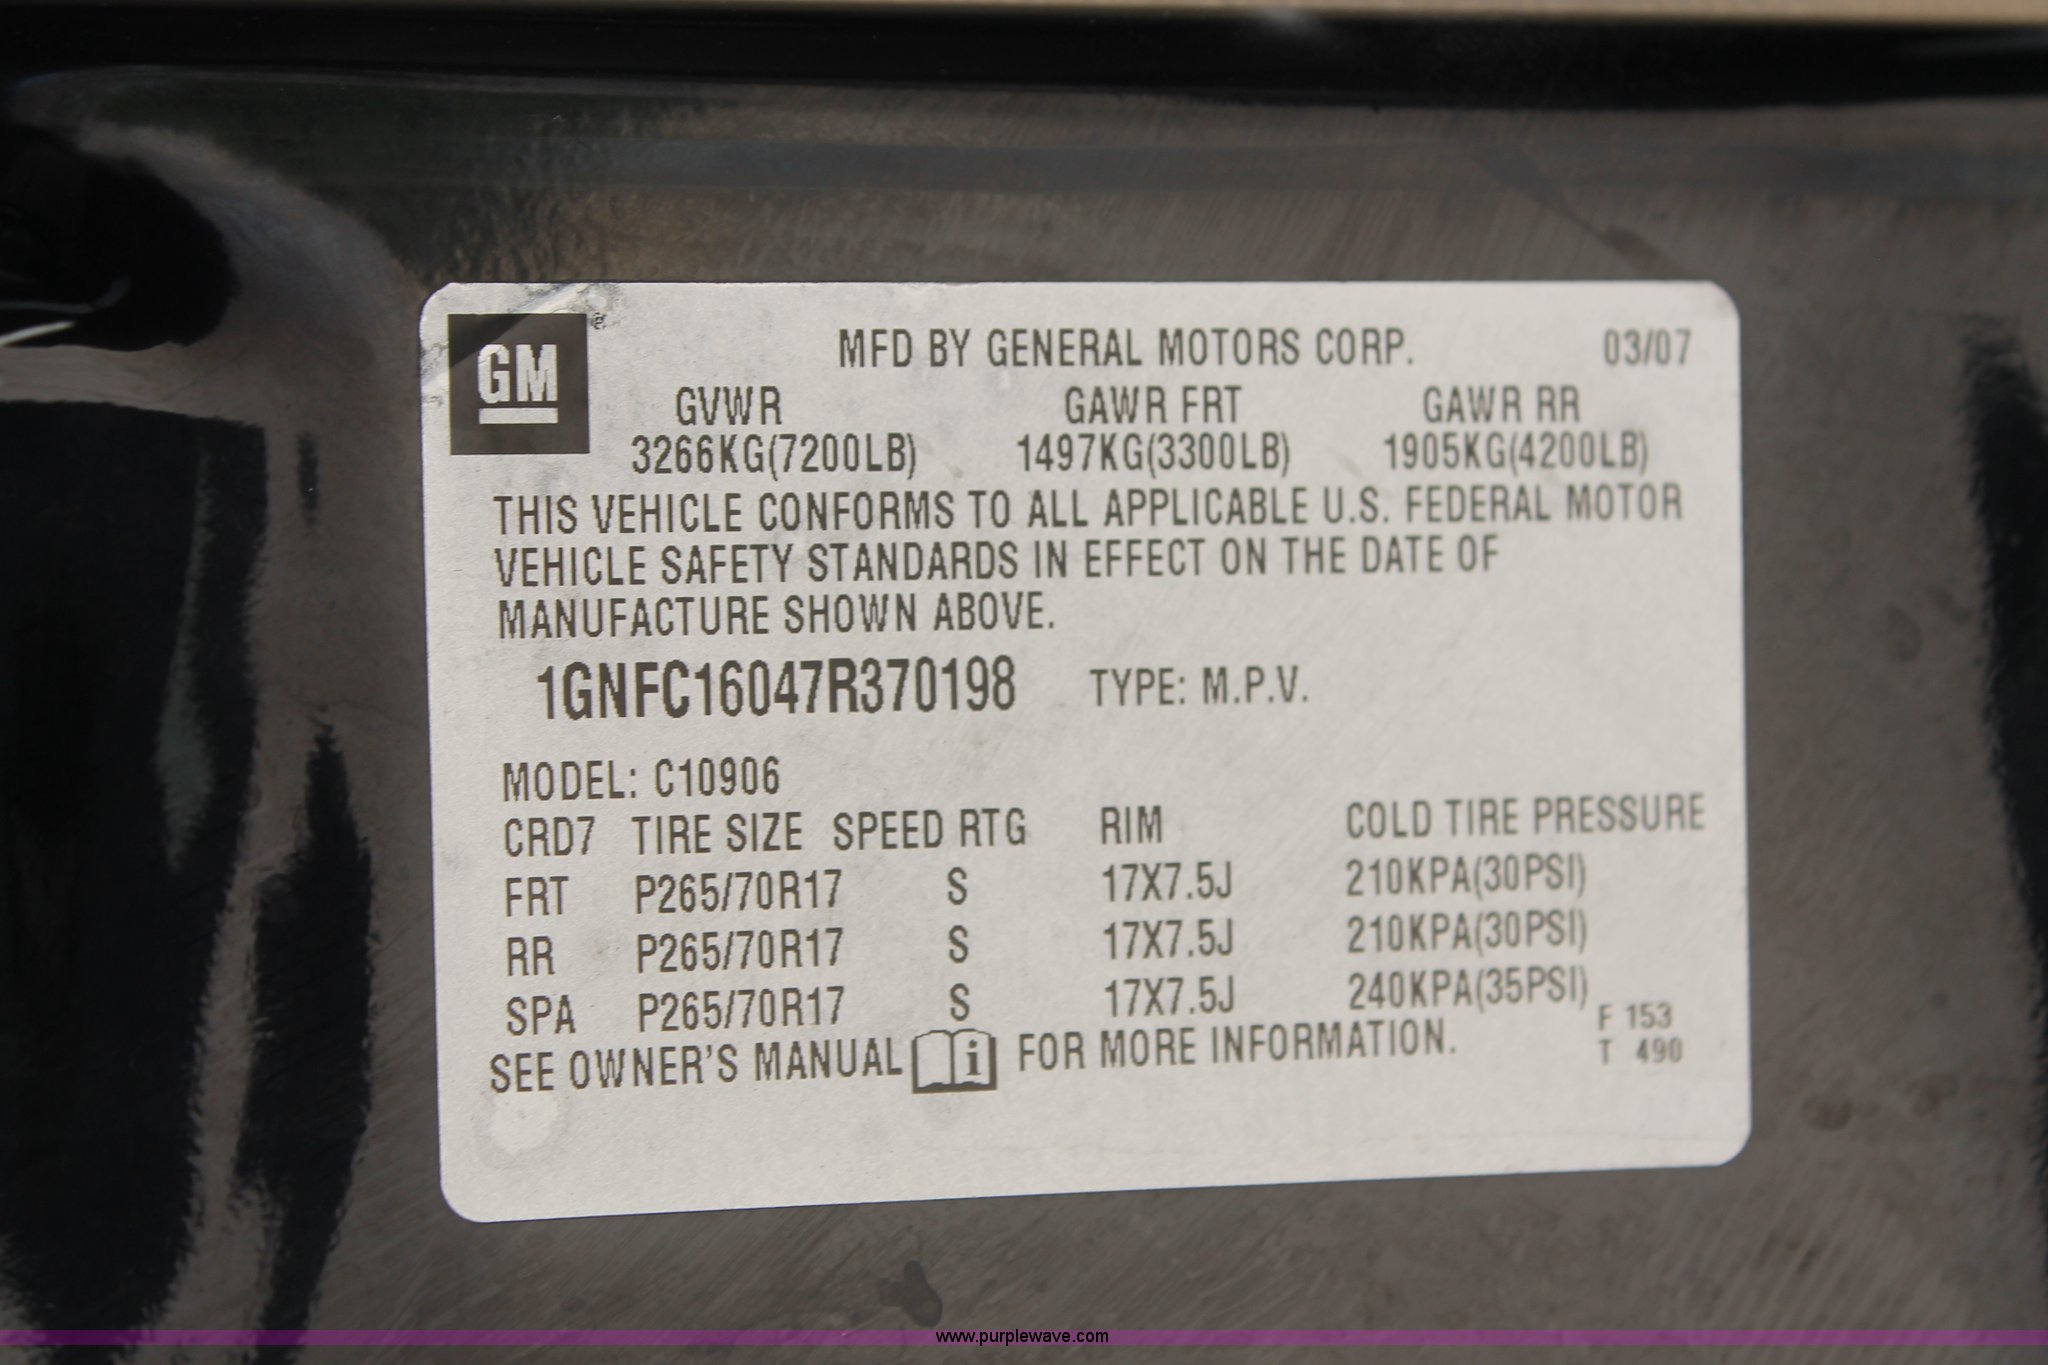 GM
MFD BY GENERAL MOTORS CORP. 03/07
GVWR GAWR FRT GAWR RR
3266KG(7200LB) 1497KG(3300LB) 1905KG(4200LB)
THIS VEHICLE CONFORMS TO ALL APPLICABLE U.S. FEDERAL MOTOR
VEHICLE SAFETY STANDARDS IN EFFECT ON THE DATE OF
MANUFACTURE SHOWN ABOVE.
1GNFC16047R370198 TYPE: M.P.V.
MODEL: C10906
CRD7 TIRE SIZE SPEED RTG RIM COLD TIRE PRESSURE
FRT P265/70R17 S 17X7.5J 210KPA(30PSI)
RR P265/70R17 S 17X7.5J 210KPA(30PSI)
SPA P265/70R17 S 17X7.5J 240KPA(35PSI)
SEE OWNER'S MANUAL i FOR MORE INFORMATION.
F 153
T 490
www.purplewave.com